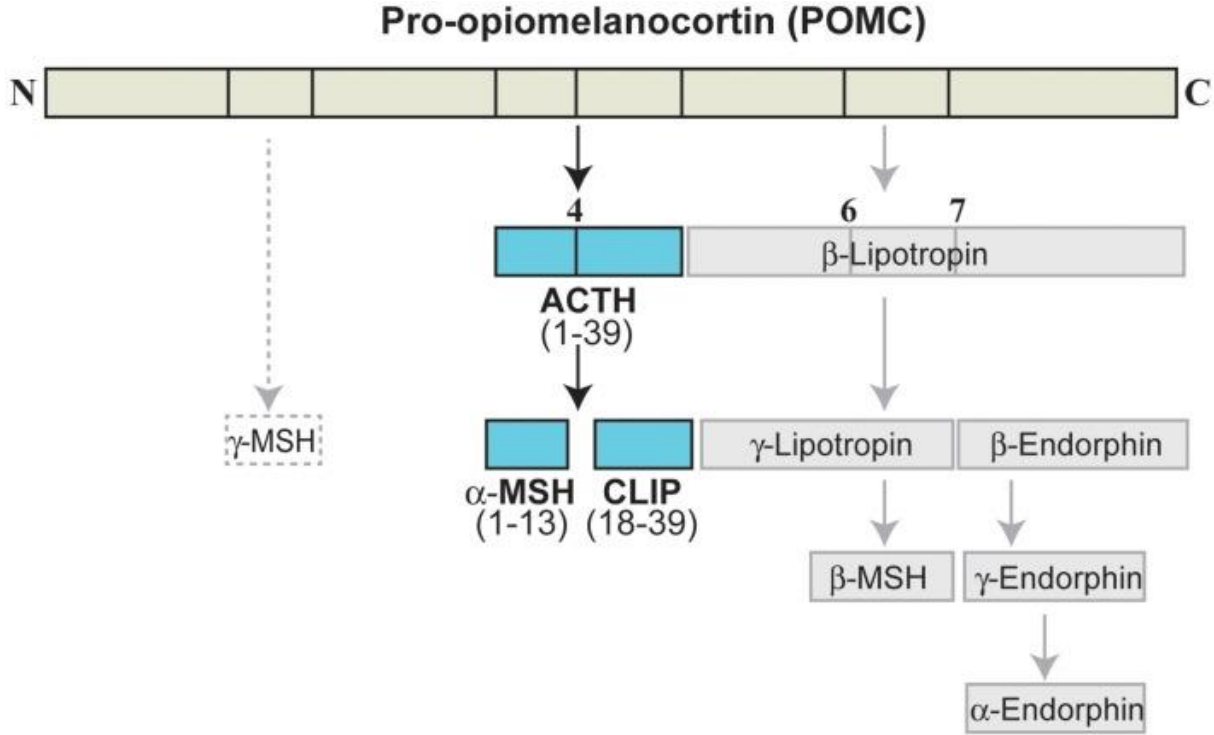 Pro-opiomelanocortin (POMC)
N C
4 6 7
β-Lipotropin
ACTH
(1-39)
γ-MSH γ-Lipotropin β-Endorphin
α-MSH CLIP
(1-13) (18-39)
β-MSH γ-Endorphin
α-Endorphin